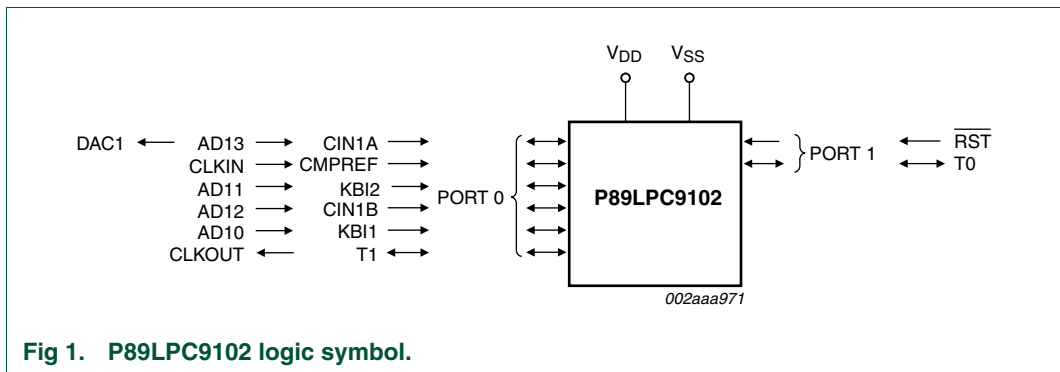 VDD VSS
DAC1 AD13 CIN1A RST
CLKIN CMPREF PORT 1 T0
AD11 KBI2 PORT 0 P89LPC9102
AD12 CIN1B
AD10 KBI1
CLKOUT T1
002aaa971
Fig 1. P89LPC9102 logic symbol.